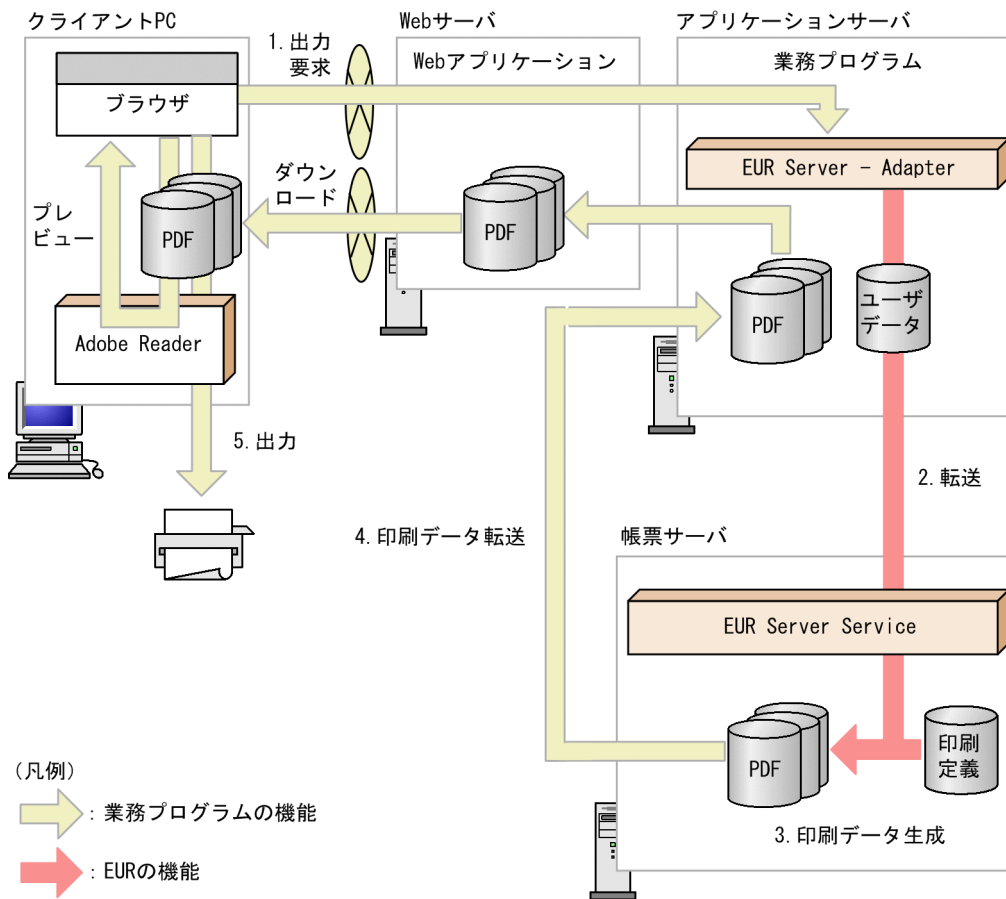 クライアントPC
Webサーバ
アプリケーションサーバ
1.出力
要求
Webアプリケーション
業務プログラム
ブラウザ
EUR Server － Adapter
ダウン
ロード
プレ
ビュー
PDF
PDF
PDF
ユーザ
データ
Adobe Reader
5.出力
2.転送
4.印刷データ転送
帳票サーバ
EUR Server Service
PDF
印刷
定義
3.印刷データ生成
(凡例)
：業務プログラムの機能
：EURの機能